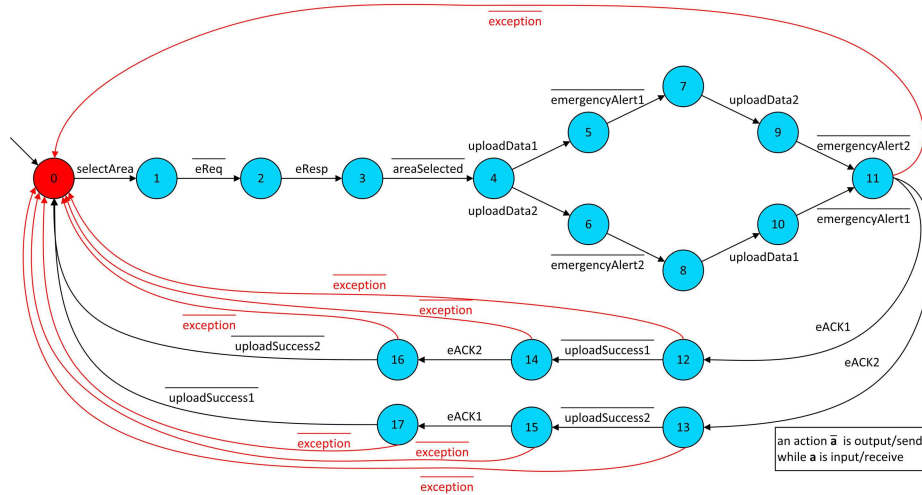 exception
emergencyAlert1
7
uploadData2
uploadData1
5
9
emergencyAlert2
selectArea
eReq
eResp
areaSelected
0
1
2
3
4
11
uploadData2
6
10
emergencyAlert1
emergencyAlert2
8
uploadData1
exception
exception
exception
eACK1
uploadSuccess2
eACK2
uploadSuccess1
16
14
12
eACK2
uploadSuccess1
eACK1
uploadSuccess2
17
15
13
exception
exception
exception
an action a̅ is output/send
while a is input/receive